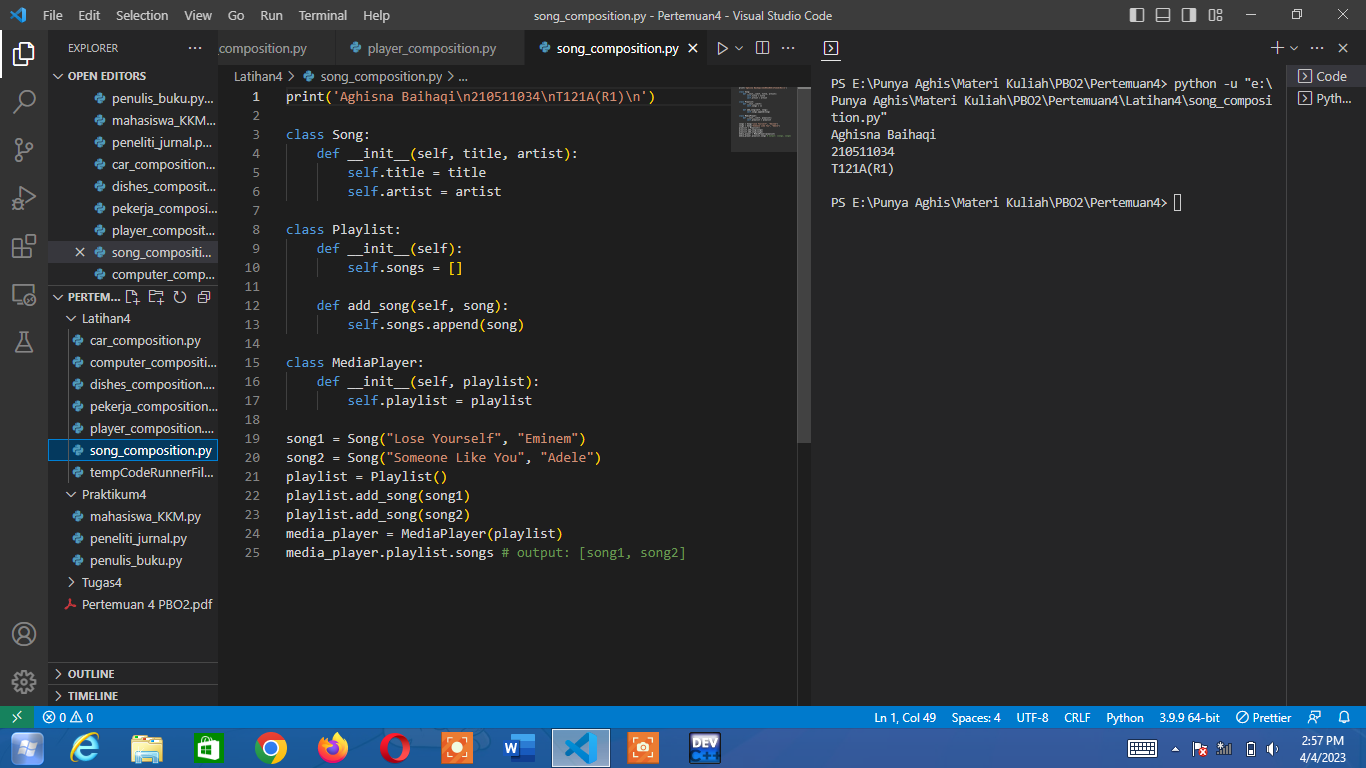 File Edit Selection View Go Run Terminal Help song_composition.py - Pertemuan4 - Visual Studio Code
EXPLORER
OPEN EDITORS
penulis_buku.py...
mahasiswa_KKM...
peneliti_jurnal.p...
car_composition...
dishes_composit...
pekerja_composi...
player_composit...
song_compositi...
computer_comp...
PERTEM...
Latihan4
car_composition.py
computer_compositi...
dishes_composition....
pekerja_composition...
player_composition....
song_composition.py
tempCodeRunnerFil...
Praktikum4
mahasiswa_KKM.py
peneliti_jurnal.py
penulis_buku.py
Tugas4
Pertemuan 4 PBO2.pdf
OUTLINE
TIMELINE
_composition.py player_composition.py song_composition.py
Latihan4 > song_composition.py > ...
1 print('Aghisna Baihaqi\n210511034\nT121A(R1)\n')
2
3 class Song:
4     def __init__(self, title, artist):
5         self.title = title
6         self.artist = artist
7
8 class Playlist:
9     def __init__(self):
10         self.songs = []
11
12     def add_song(self, song):
13         self.songs.append(song)
14
15 class MediaPlayer:
16     def __init__(self, playlist):
17         self.playlist = playlist
18
19 song1 = Song("Lose Yourself", "Eminem")
20 song2 = Song("Someone Like You", "Adele")
21 playlist = Playlist()
22 playlist.add_song(song1)
23 playlist.add_song(song2)
24 media_player = MediaPlayer(playlist)
25 media_player.playlist.songs # output: [song1, song2]
PS E:\Punya Aghis\Materi Kuliah\PBO2\Pertemuan4> python -u "e:\
Punya Aghis\Materi Kuliah\PBO2\Pertemuan4\Latihan4\song_composi
tion.py"
Aghisna Baihaqi
210511034
T121A(R1)
PS E:\Punya Aghis\Materi Kuliah\PBO2\Pertemuan4>
Code
Pyth...
0 0 Ln 1, Col 49 Spaces: 4 UTF-8 CRLF Python 3.9.9 64-bit Prettier
W DEV C++
2:57 PM
4/4/2023